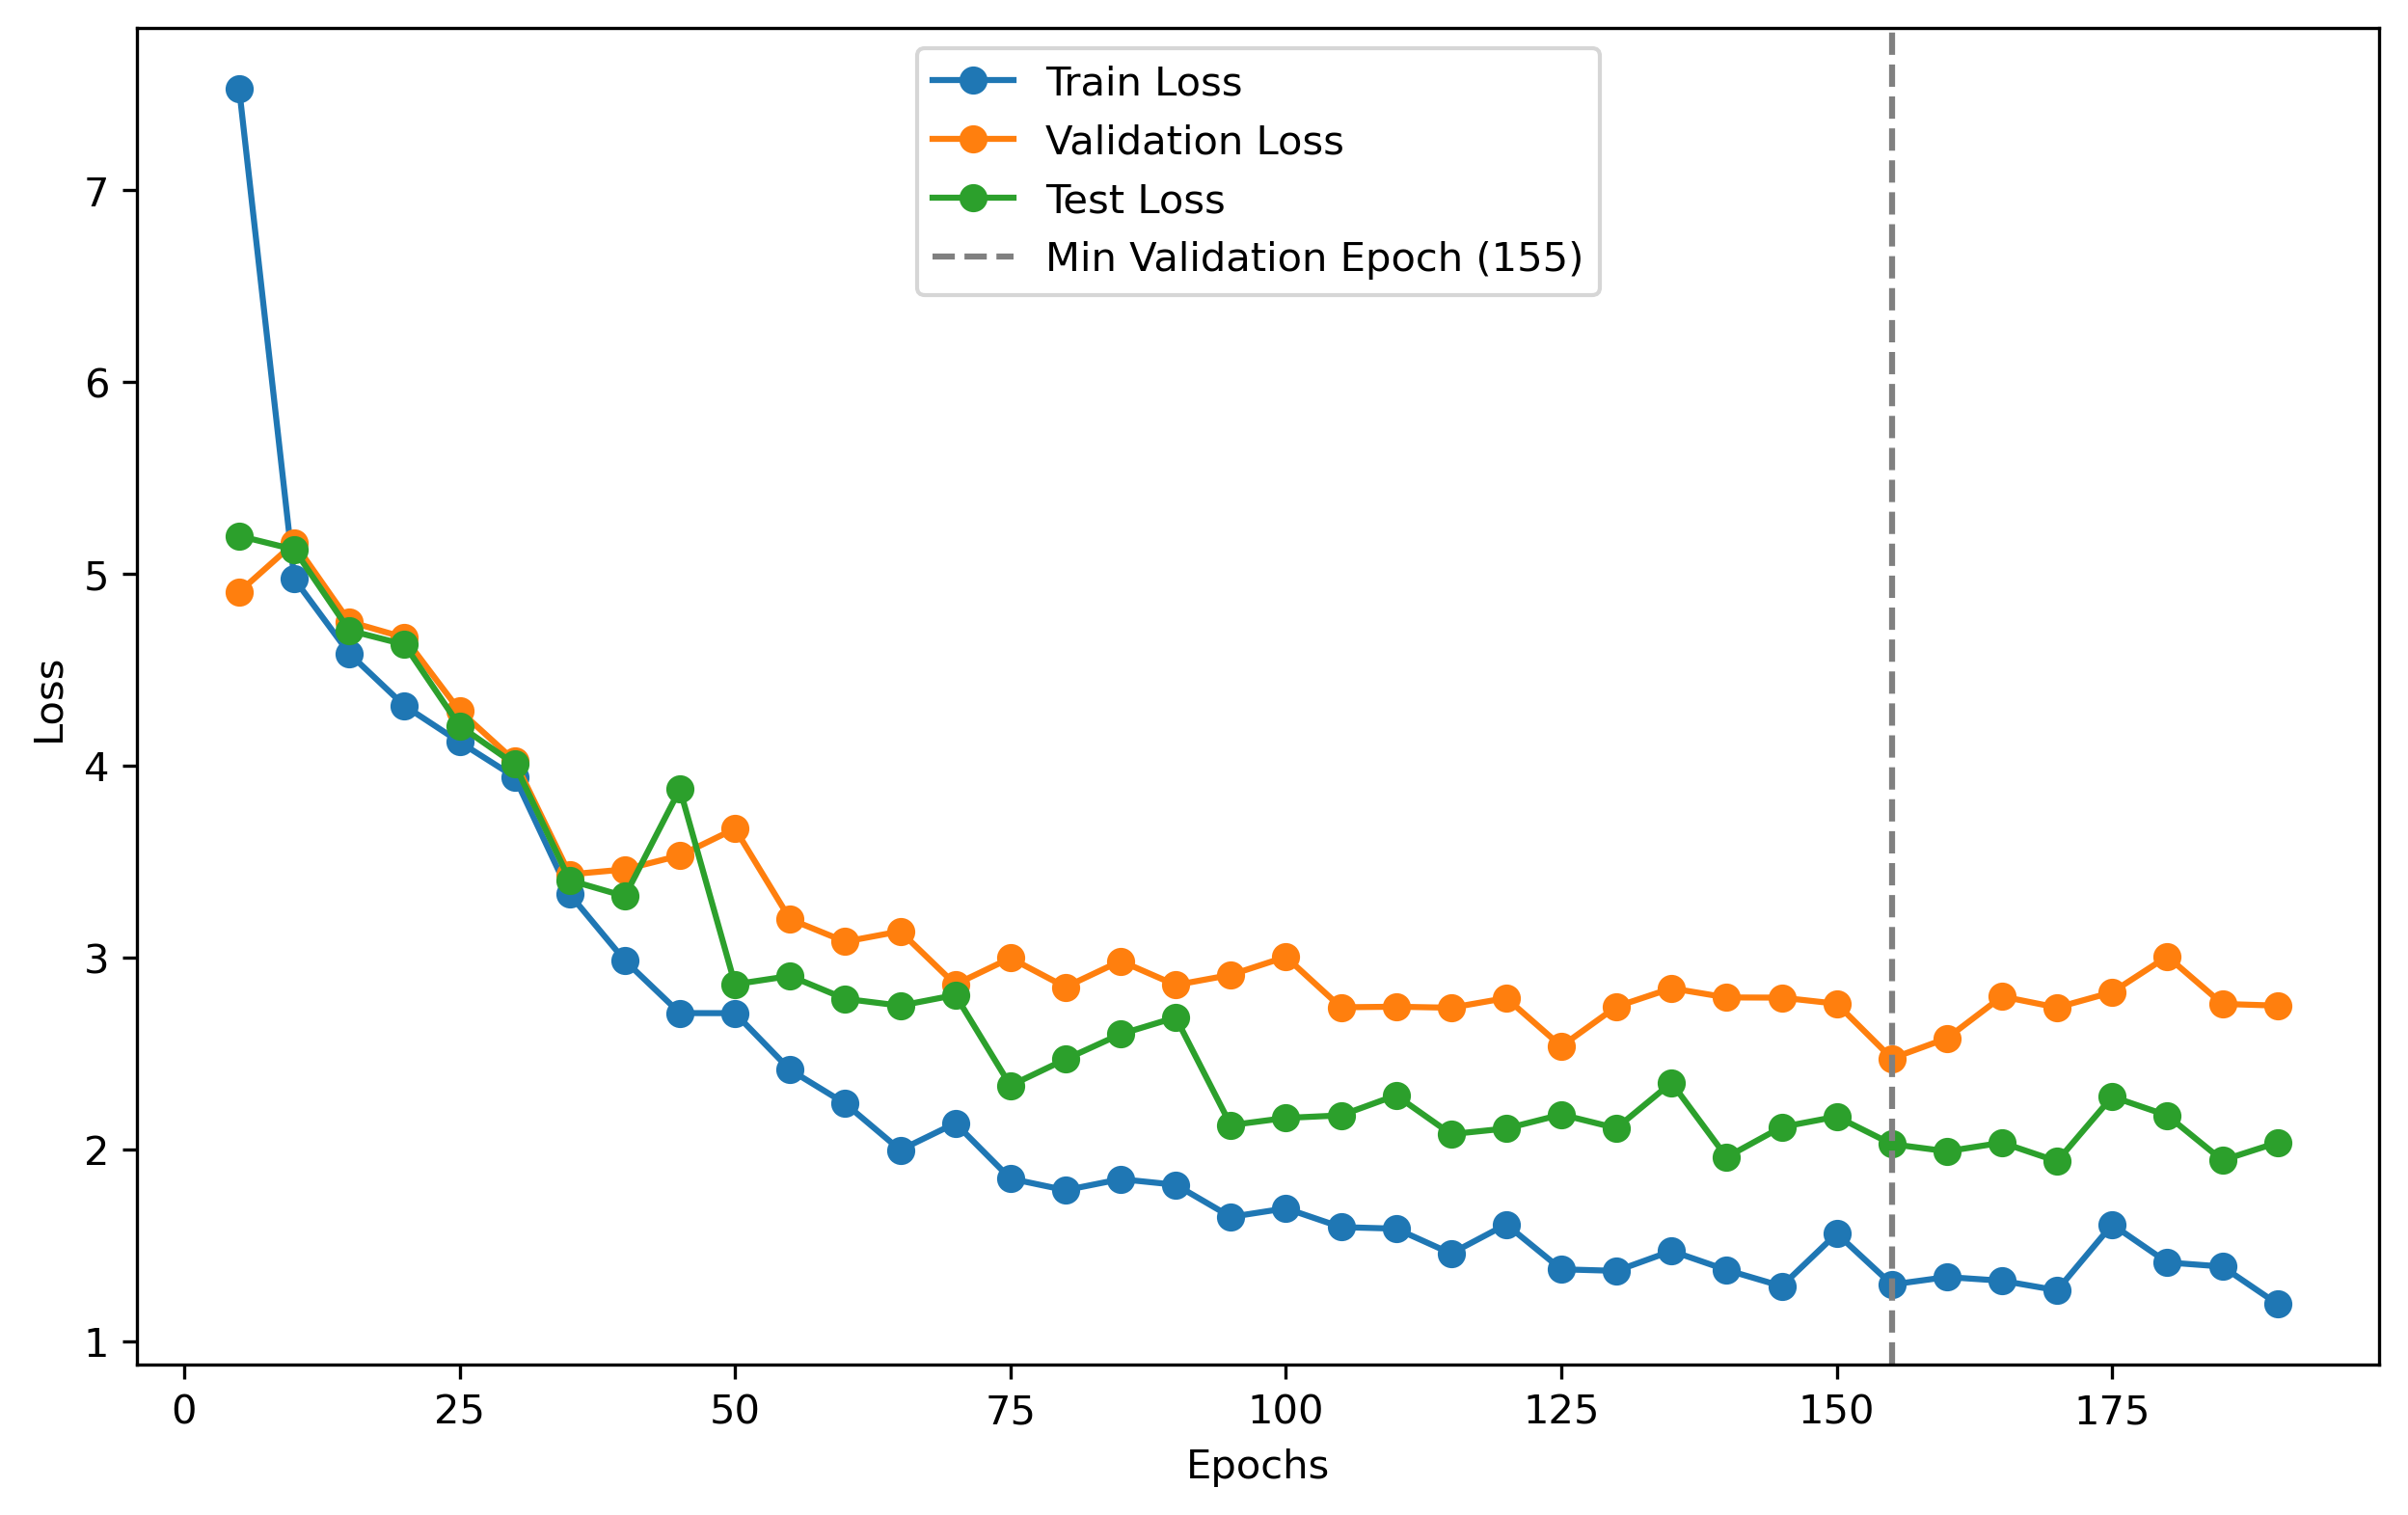 Train Loss
Validation Loss
Test Loss
Min Validation Epoch (155)
7
6
5
4
3
2
1
Loss
0 25 50 75 100 125 150 175
Epochs